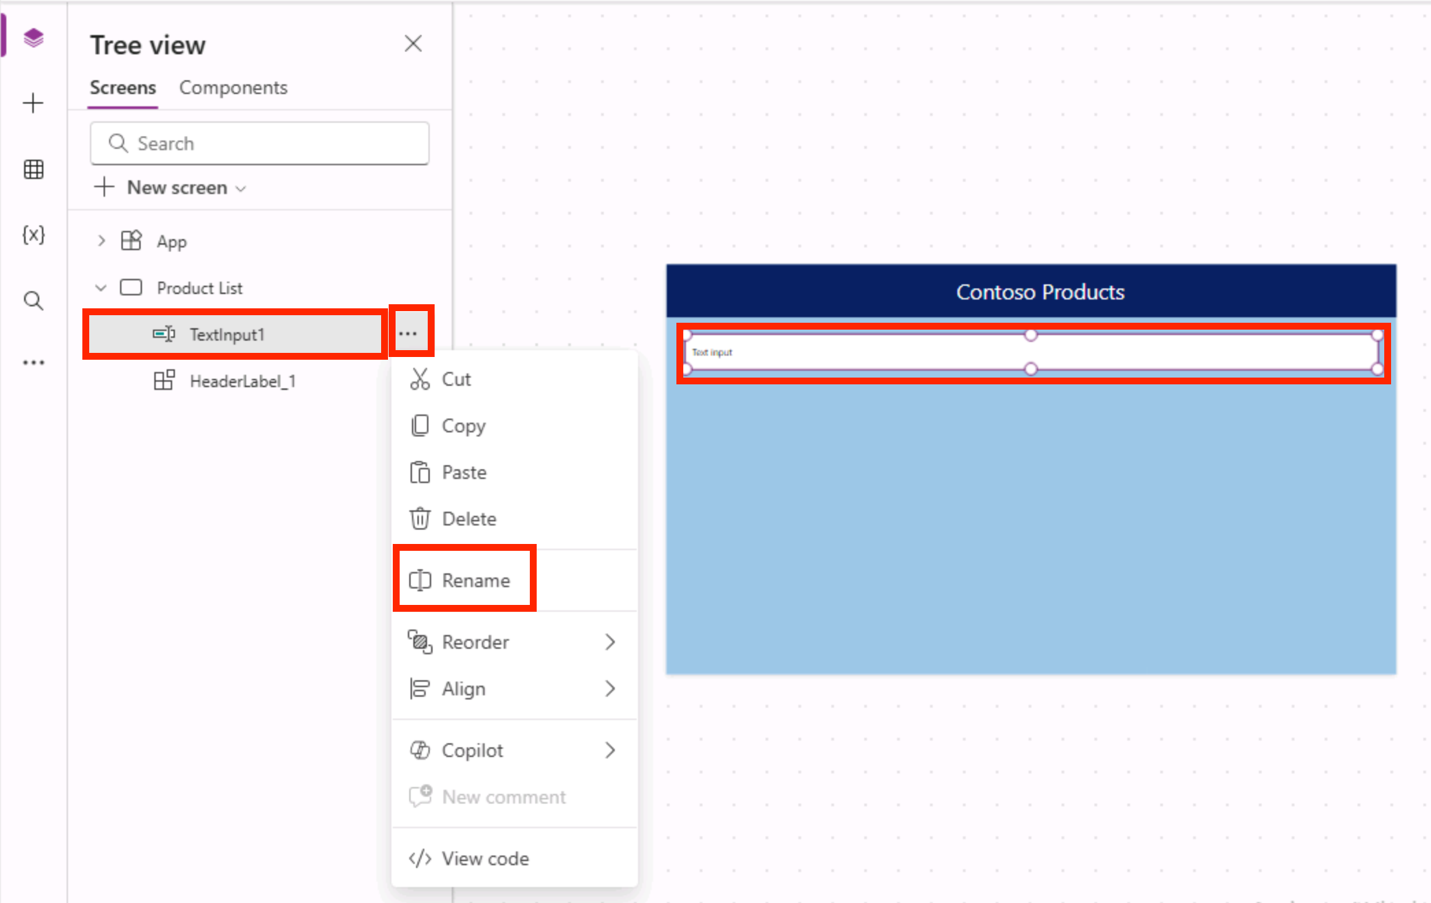 Tree view
Screens Components
Search
New screen
App
Product List
TextInput1 ...
HeaderLabel_1
Cut
Copy
Paste
Delete
Rename
Reorder
Align
Copilot
New comment
View code
{x}
...
Contoso Products
Text input